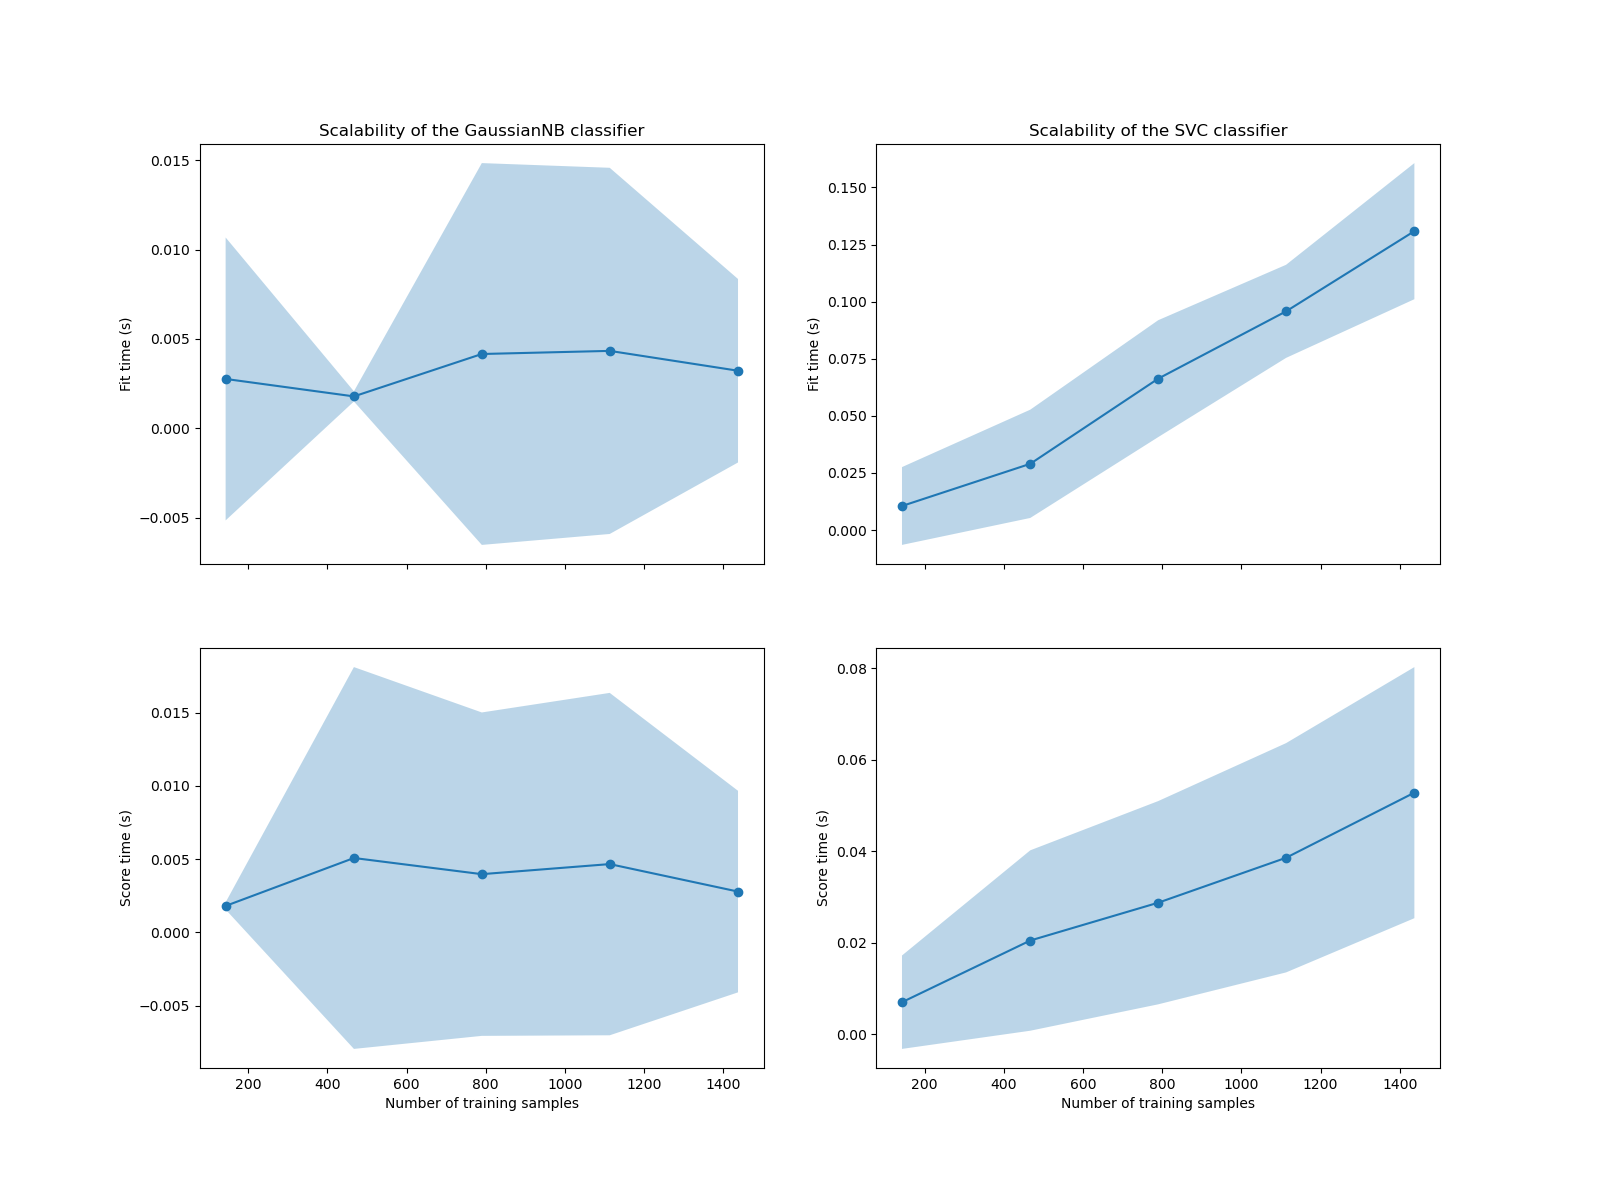 Scalability of the GaussianNB classifier
0.015
0.010
0.005
0.000
−0.005
Fit time (s)
Scalability of the SVC classifier
0.150
0.125
0.100
0.075
0.050
0.025
0.000
Fit time (s)
0.015
0.010
0.005
0.000
−0.005
Score time (s)
200 400 600 800 1000 1200 1400
Number of training samples
0.08
0.06
0.04
0.02
0.00
Score time (s)
200 400 600 800 1000 1200 1400
Number of training samples